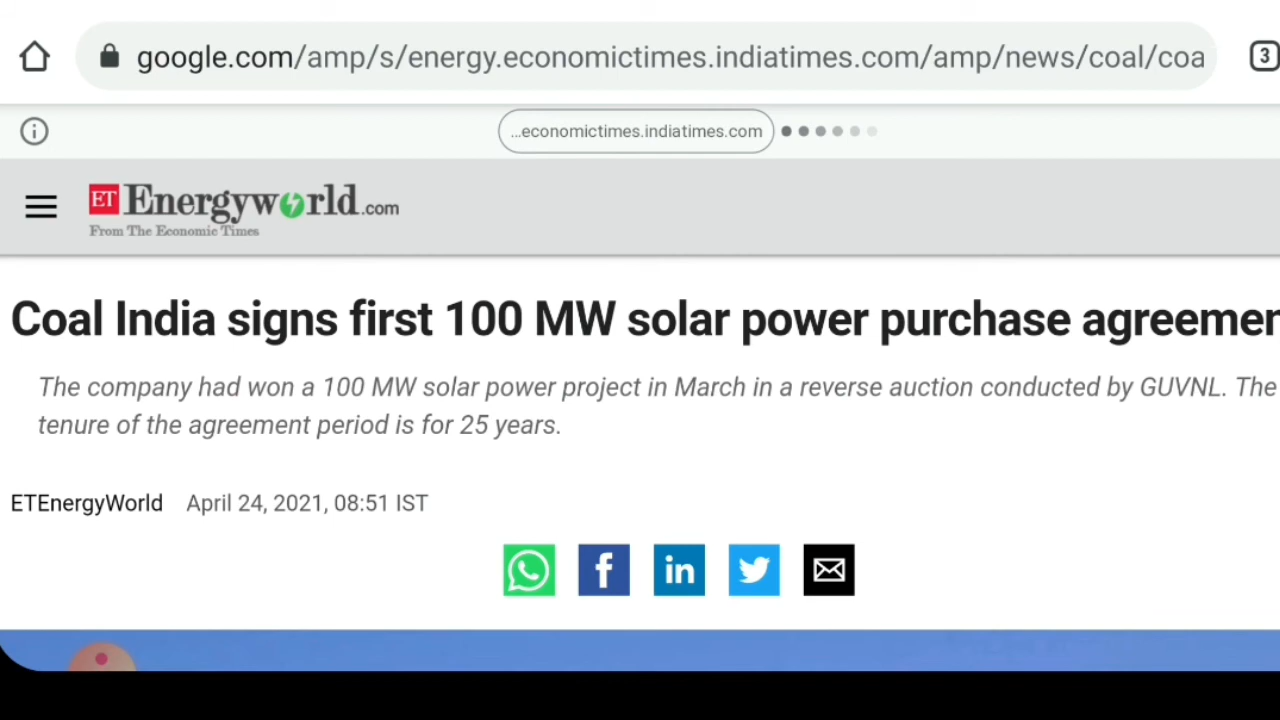 google.com/amp/s/energy.economictimes.indiatimes.com/amp/news/coal/coa
3
...economictimes.indiatimes.com
ET Energyworld.com
From The Economic Times
Coal India signs first 100 MW solar power purchase agreemen
The company had won a 100 MW solar power project in March in a reverse auction conducted by GUVNL. The
tenure of the agreement period is for 25 years.
ETEnergyWorld April 24, 2021, 08:51 IST